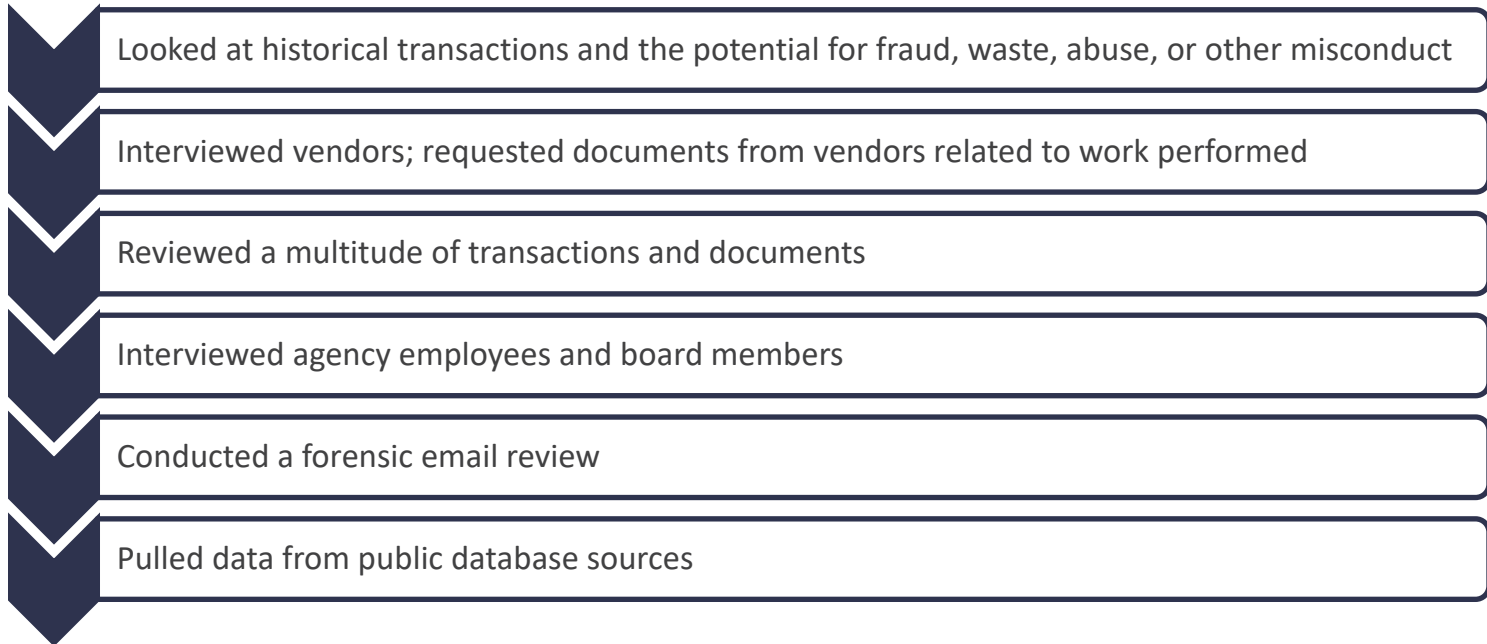 Looked at historical transactions and the potential for fraud, waste, abuse, or other misconduct
Interviewed vendors; requested documents from vendors related to work performed
Reviewed a multitude of transactions and documents
Interviewed agency employees and board members
Conducted a forensic email review
Pulled data from public database sources